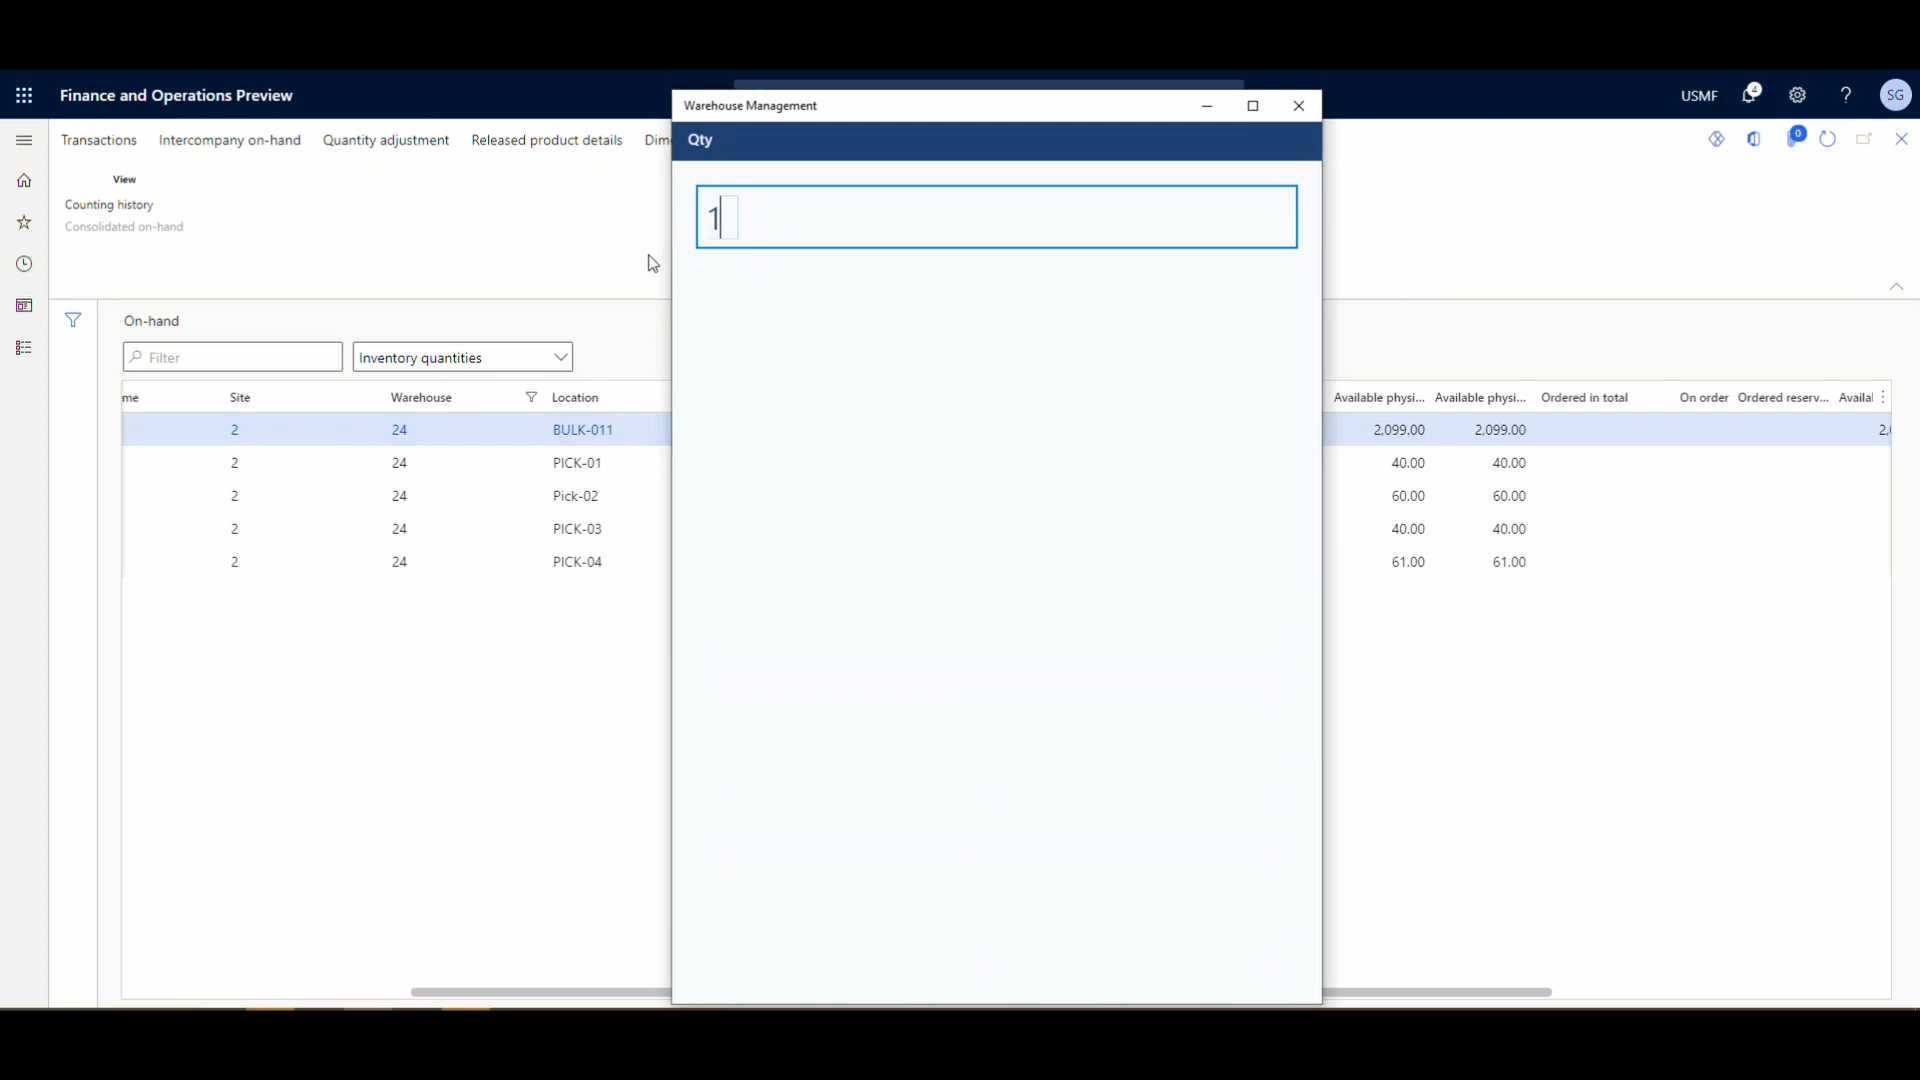 Finance and Operations Preview
USMF
4
?
SG
Warehouse Management
Qty
1
Transactions Intercompany on-hand Quantity adjustment Released product details Dim
0
View
Counting history
Consolidated on-hand
On-hand
Filter Inventory quantities
me Site Warehouse Location Available physi... Available physi... Ordered in total On order Ordered reserv... Availal
2 24 BULK-011 2,099.00 2,099.00 2,
2 24 PICK-01 40.00 40.00
2 24 Pick-02 60.00 60.00
2 24 PICK-03 40.00 40.00
2 24 PICK-04 61.00 61.00